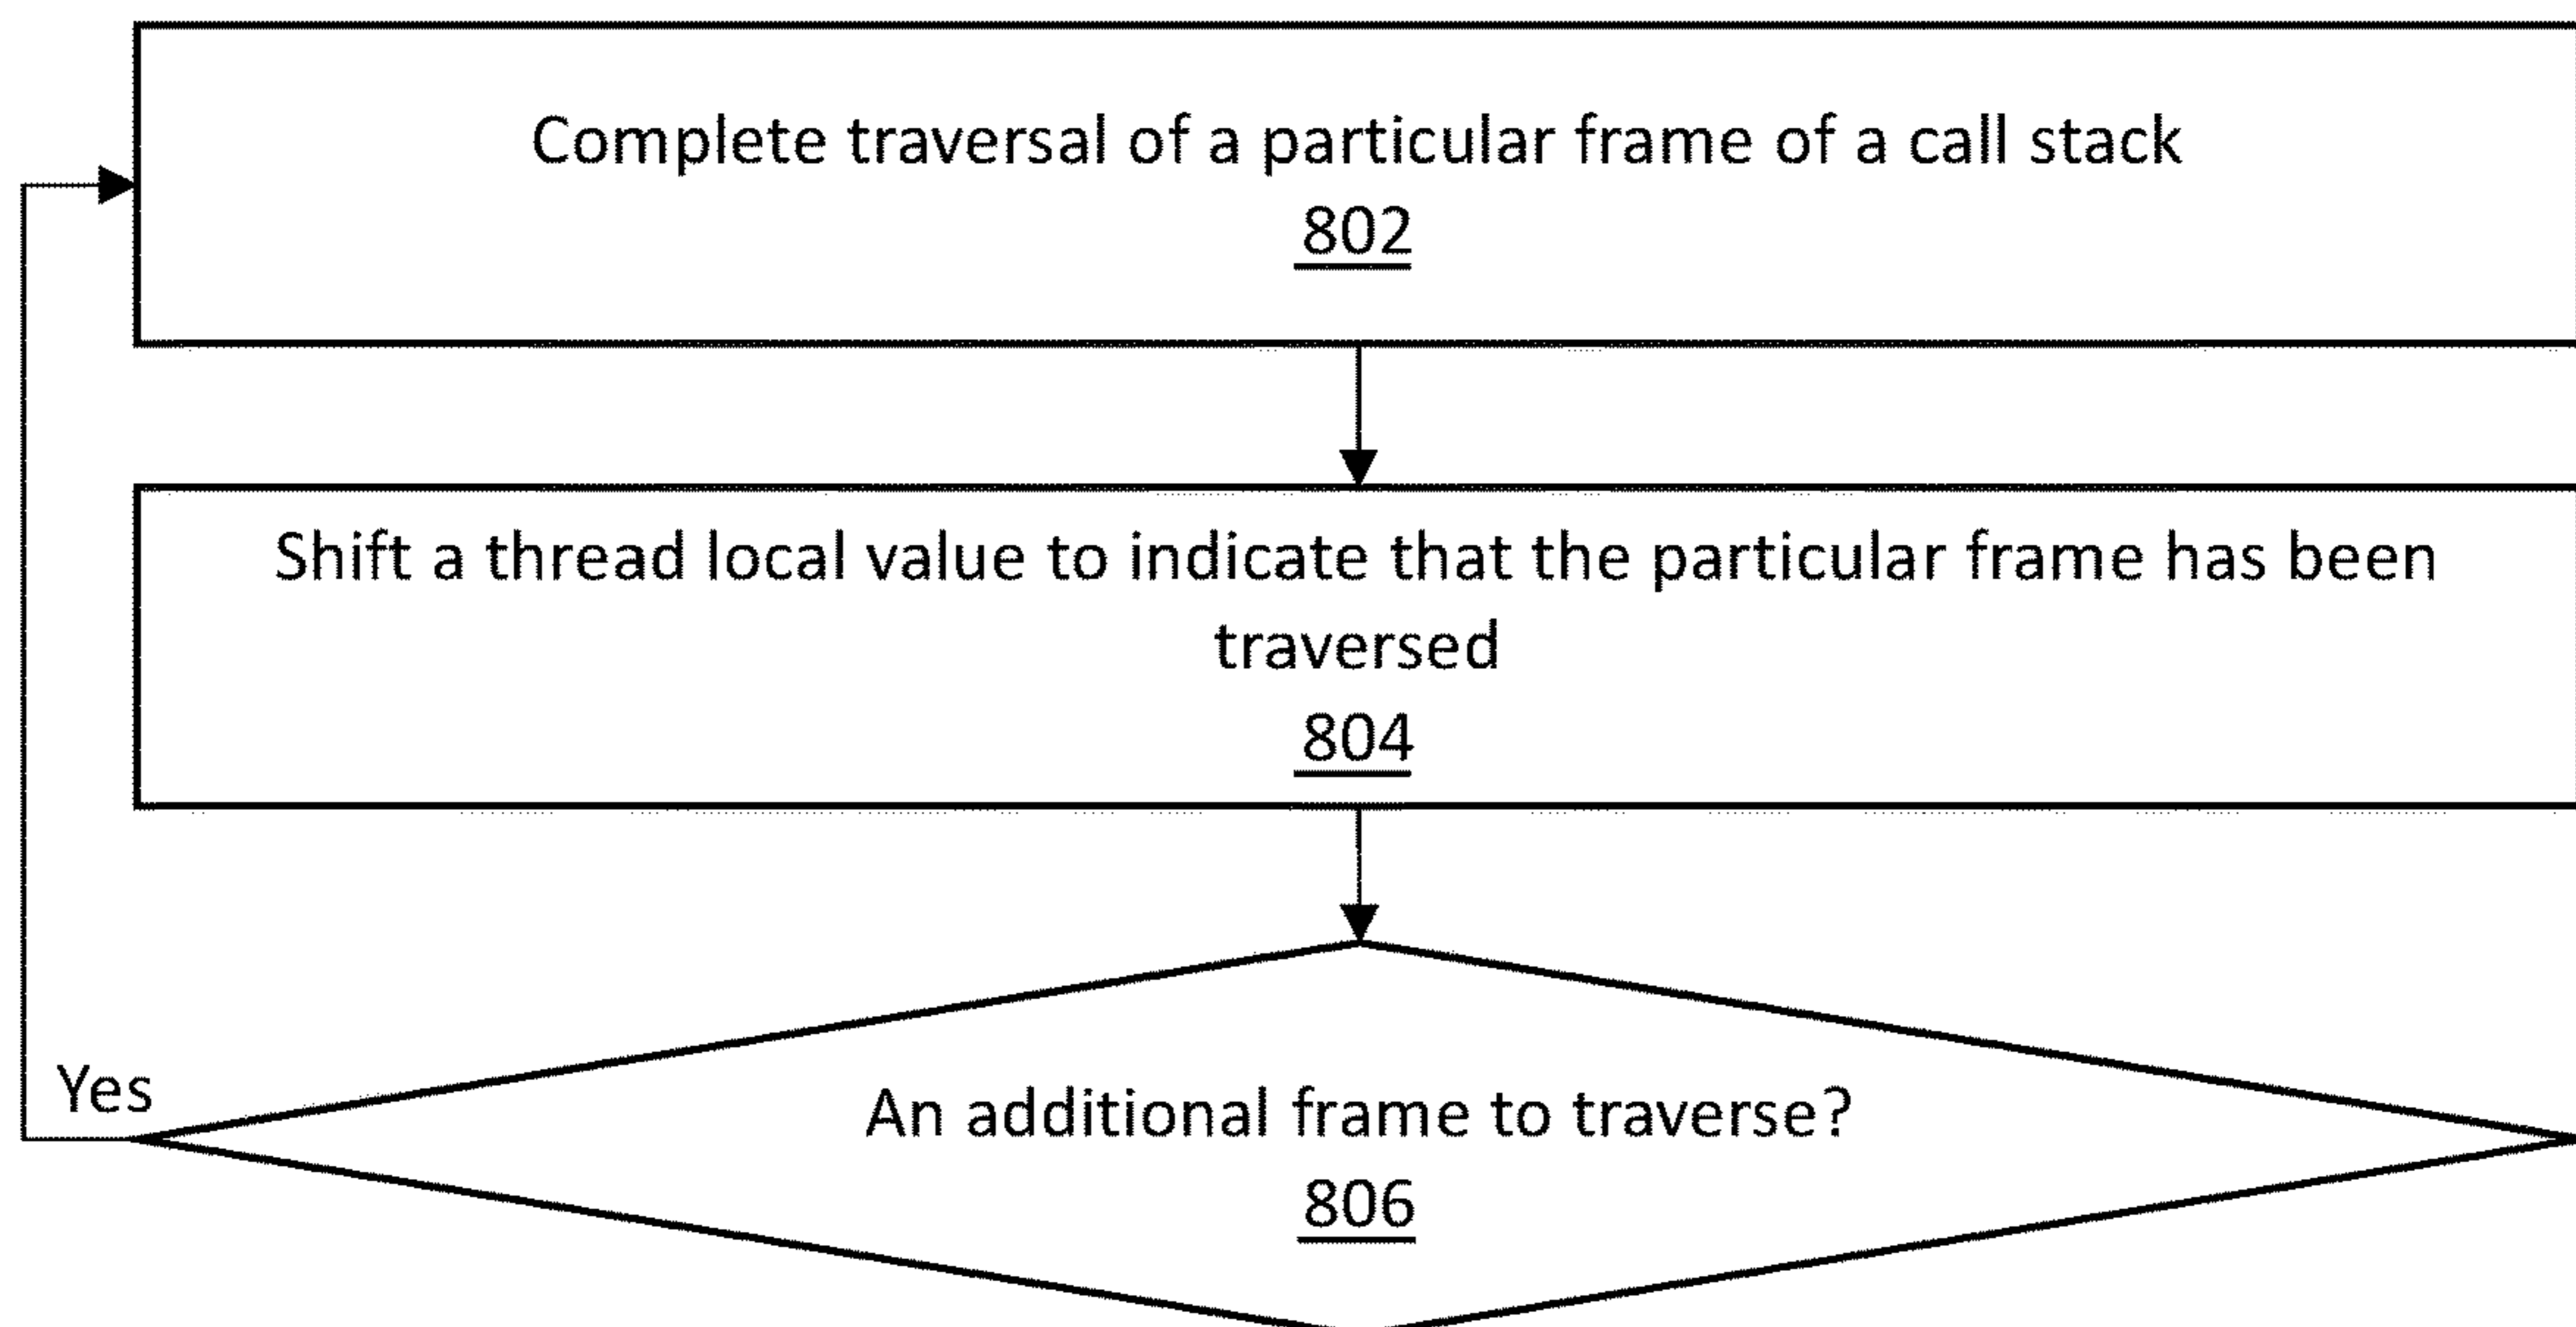 Complete traversal of a particular frame of a call stack
802
Shift a thread local value to indicate that the particular frame has been
traversed
804
Yes
An additional frame to traverse?
806